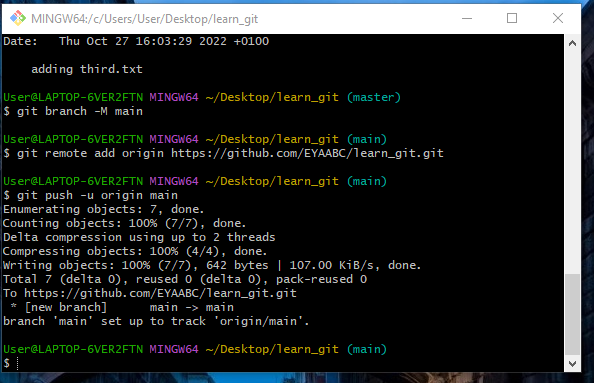 MINGW64:/c/Users/User/Desktop/learn_git
Date:   Thu Oct 27 16:03:29 2022 +0100
    adding third.txt
User@LAPTOP-6VER2FTN MINGW64 ~/Desktop/learn_git (master)
$ git branch -M main
User@LAPTOP-6VER2FTN MINGW64 ~/Desktop/learn_git (main)
$ git remote add origin https://github.com/EYAABC/learn_git.git
User@LAPTOP-6VER2FTN MINGW64 ~/Desktop/learn_git (main)
$ git push -u origin main
Enumerating objects: 7, done.
Counting objects: 100% (7/7), done.
Delta compression using up to 2 threads
Compressing objects: 100% (4/4), done.
Writing objects: 100% (7/7), 642 bytes | 107.00 KiB/s, done.
Total 7 (delta 0), reused 0 (delta 0), pack-reused 0
To https://github.com/EYAABC/learn_git.git
 * [new branch]      main -> main
branch 'main' set up to track 'origin/main'.
User@LAPTOP-6VER2FTN MINGW64 ~/Desktop/learn_git (main)
$